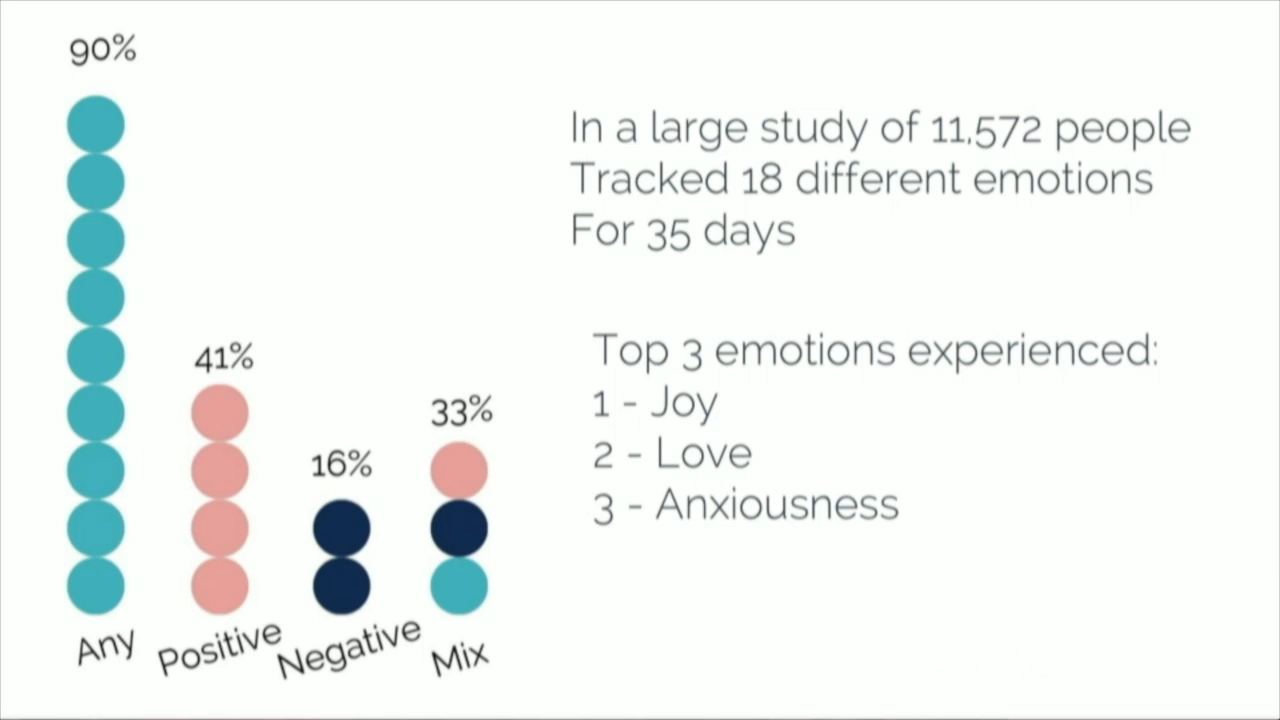 90%
41%
33%
16%
Any
Positive
Negative
Mix
In a large study of 11,572 people
Tracked 18 different emotions
For 35 days
Top 3 emotions experienced:
1 - Joy
2 - Love
3 - Anxiousness